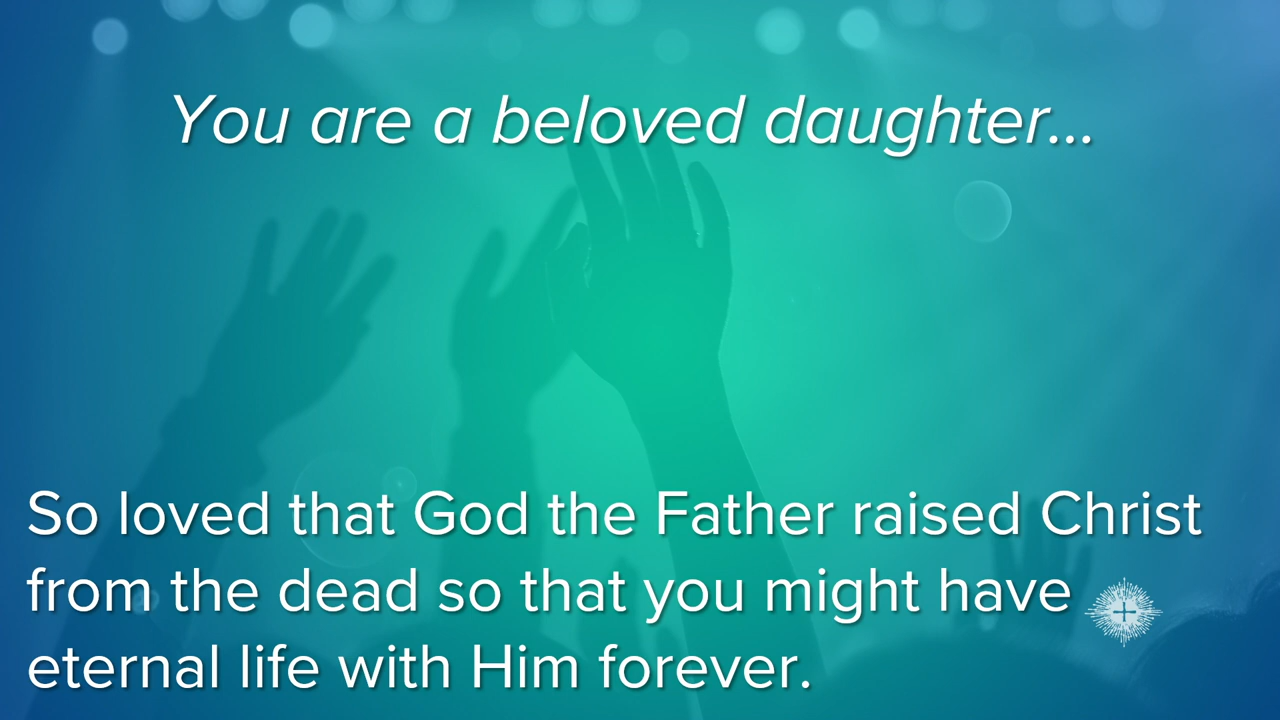 You are a beloved daughter...
So loved that God the Father raised Christ
from the dead so that you might have
eternal life with Him forever.